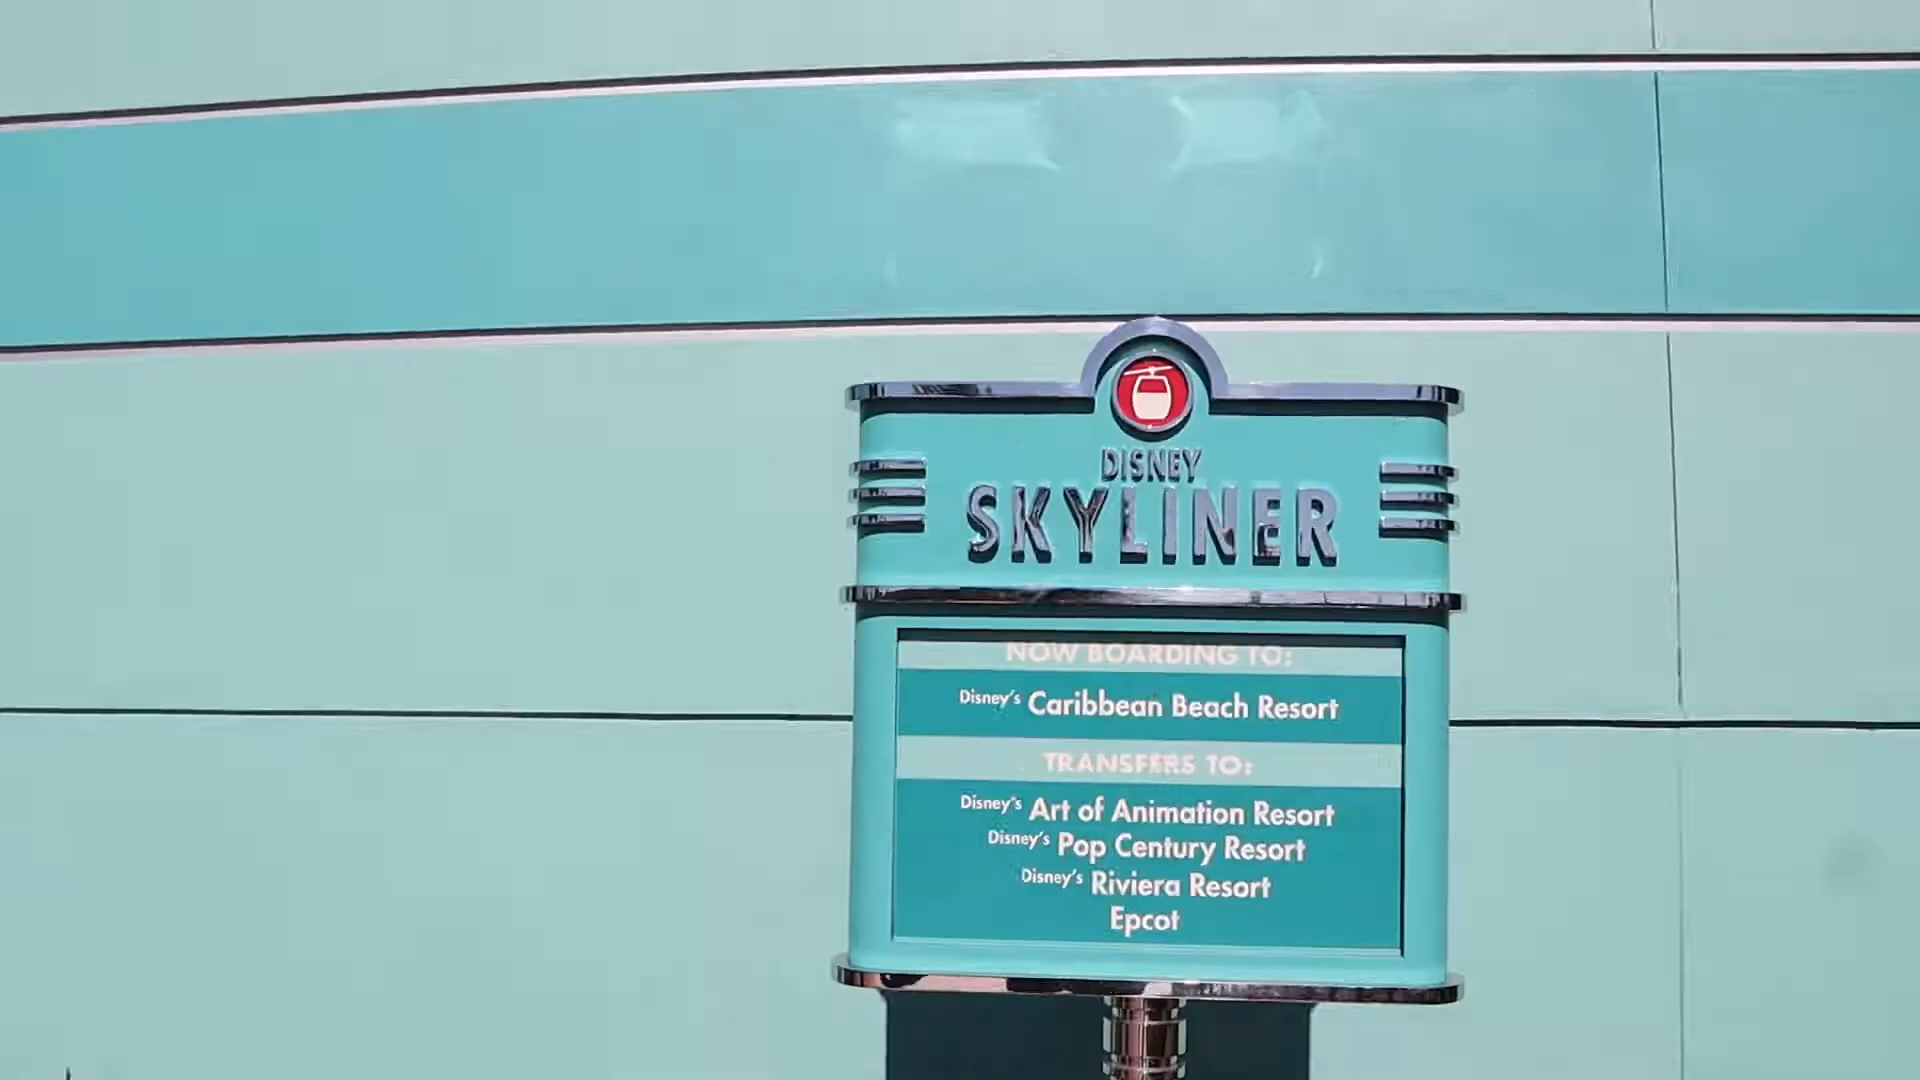 DISNEY
SKYLINER
NOW BOARDING TO:
Disney's Caribbean Beach Resort
TRANSFERS TO:
Disney's Art of Animation Resort
Disney's Pop Century Resort
Disney's Riviera Resort
Epcot